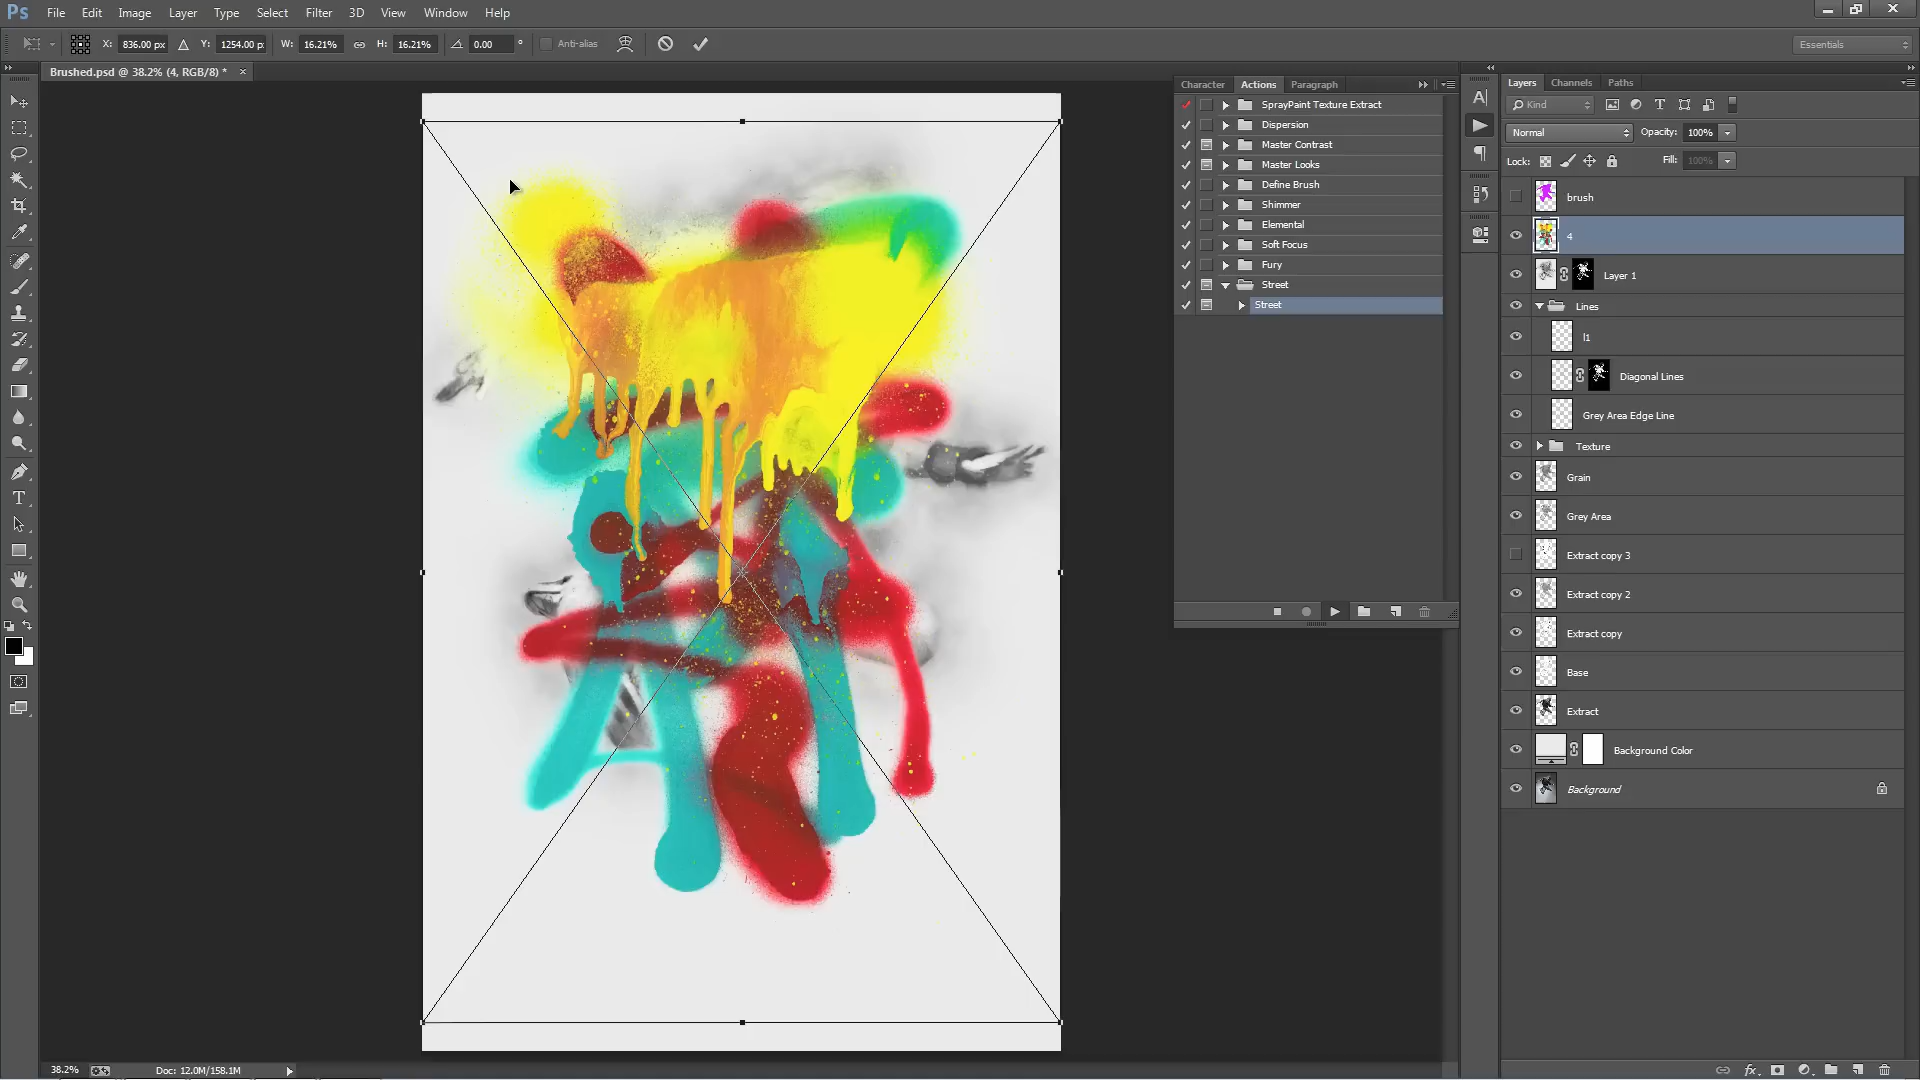 Ps File Edit Image Layer Type Select Filter 3D View Window Help
X: 836.00 px Y: 1254.00 p W: 16.21% H: 16.21% 0.00 ° Anti-alias Essentials
Brushed.psd @ 38.2% (4, RGB/8) * ×
Character Actions Paragraph
SprayPaint Texture Extract
Dispersion
Master Contrast
Master Looks
Define Brush
Shimmer
Elemental
Soft Focus
Fury
Street
Street
Layers Channels Paths
Kind
Normal Opacity: 100%
Lock: Fill: 100%
brush
4
Layer 1
Lines
l1
Diagonal Lines
Grey Area Edge Line
Texture
Grain
Grey Area
Extract copy 3
Extract copy 2
Extract copy
Base
Extract
Background Color
Background
38.2% Doc: 12.0M/158.1M